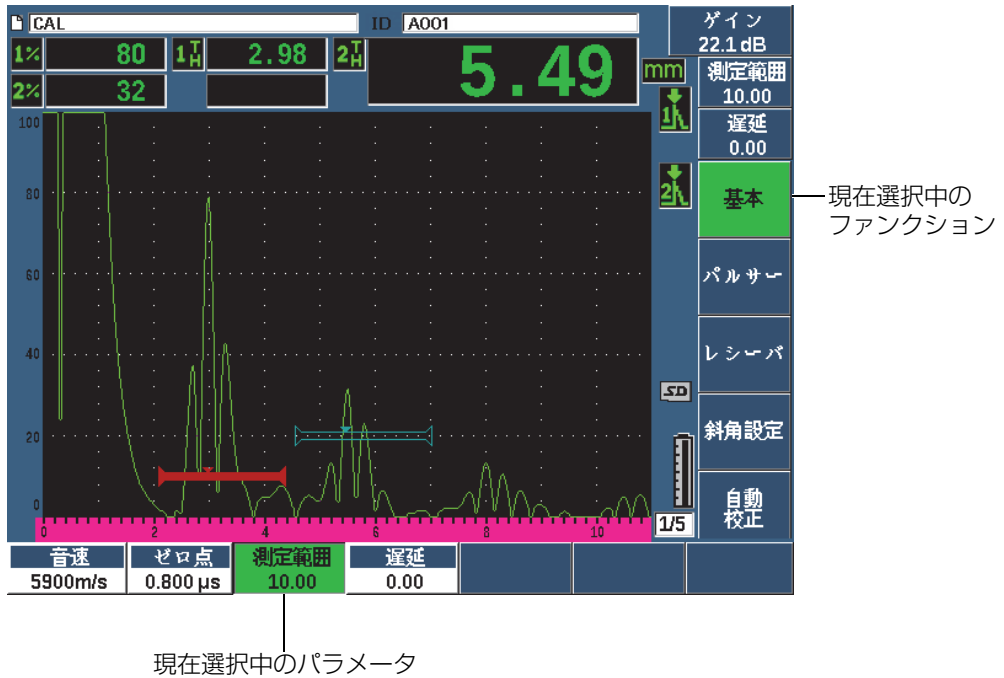 CAL
ID A001
ゲイン
22.1 dB
1% 80
1TH 2.98
2TH 5.49
mm
2% 32
測定範囲
10.00
遅延
0.00
基本
パルサー
レシーバ
斜角設定
自動
校正
現在選択中の
ファンクション
1
2
100
80
60
40
20
0
SD
0 2 4 6 8 10
1/5
音速
5900m/s
ゼロ点
0.800 µs
測定範囲
10.00
遅延
0.00
現在選択中のパラメータ